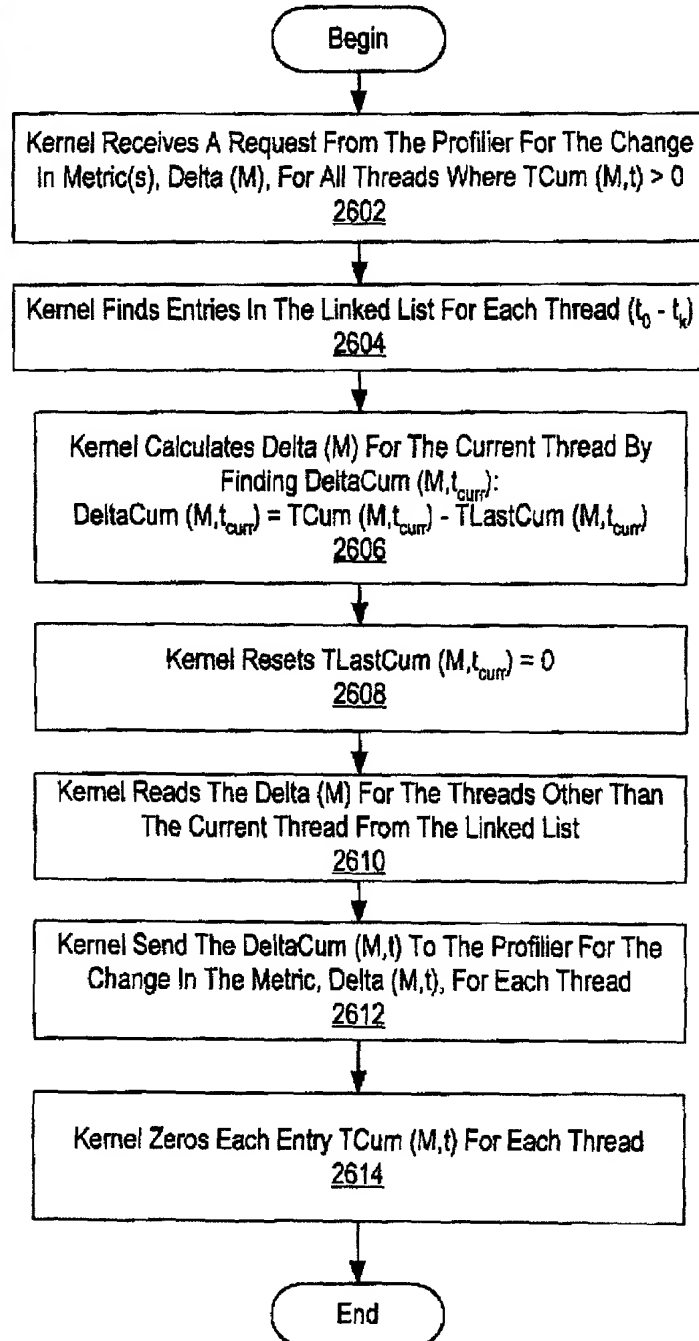 Begin
Kernel Receives A Request From The Profilier For The Change
In Metric(s), Delta (M), For All Threads Where TCum (M,t) > 0
2602
Kernel Finds Entries In The Linked List For Each Thread (t0 - tk)
2604
Kernel Calculates Delta (M) For The Current Thread By
Finding DeltaCum (M,tcurr):
DeltaCum (M,tcurr) = TCum (M,tcurr) - TLastCum (M,tcurr)
2606
Kernel Resets TLastCum (M,tcurr) = 0
2608
Kernel Reads The Delta (M) For The Threads Other Than
The Current Thread From The Linked List
2610
Kernel Send The DeltaCum (M,t) To The Profilier For The
Change In The Metric, Delta (M,t), For Each Thread
2612
Kernel Zeros Each Entry TCum (M,t) For Each Thread
2614
End